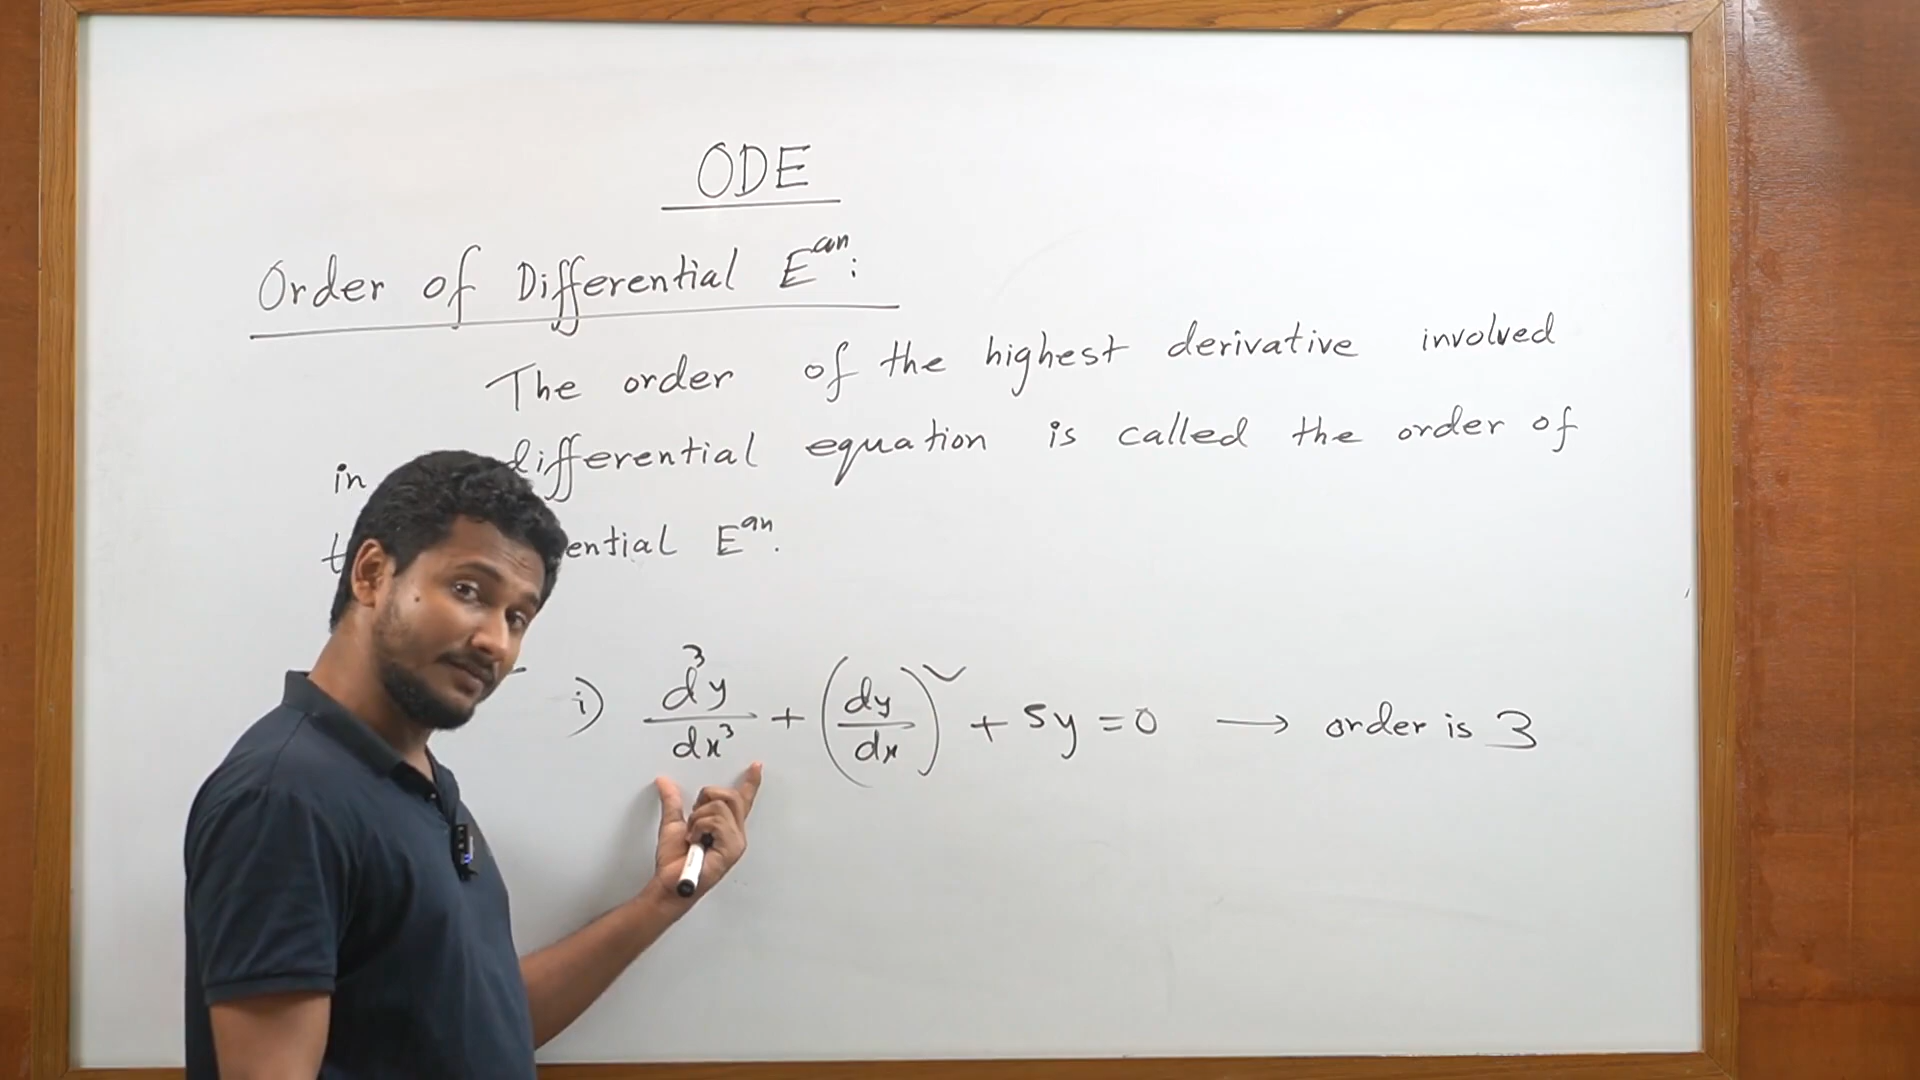 ODE
Order of Differential Eqn:
The order of the highest derivative involved
in differential equation is called the order of
ential Eqn.
i) d³y/dx³ + (dy/dx)² + 5y = 0 → order is 3